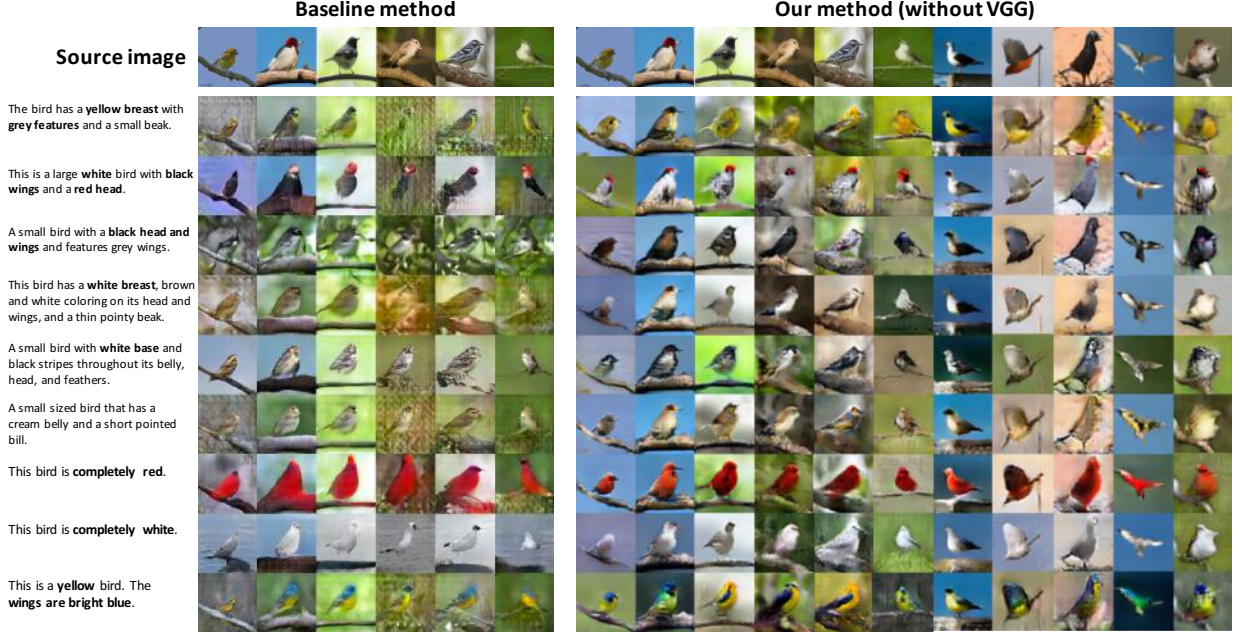 Baseline method
Our method (without VGG)
Source image
The bird has a yellow breast with
grey features and a small beak.
This is a large white bird with black
wings and a red head.
A small bird with a black head and
wings and features grey wings.
This bird has a white breast, brown
and white coloring on its head and
wings, and a thin pointy beak.
A small bird with white base and
black stripes throughout its belly,
head, and feathers.
A small sized bird that has a
cream belly and a short pointed
bill.
This bird is completely red.
This bird is completely white.
This is a yellow bird. The
wings are bright blue.